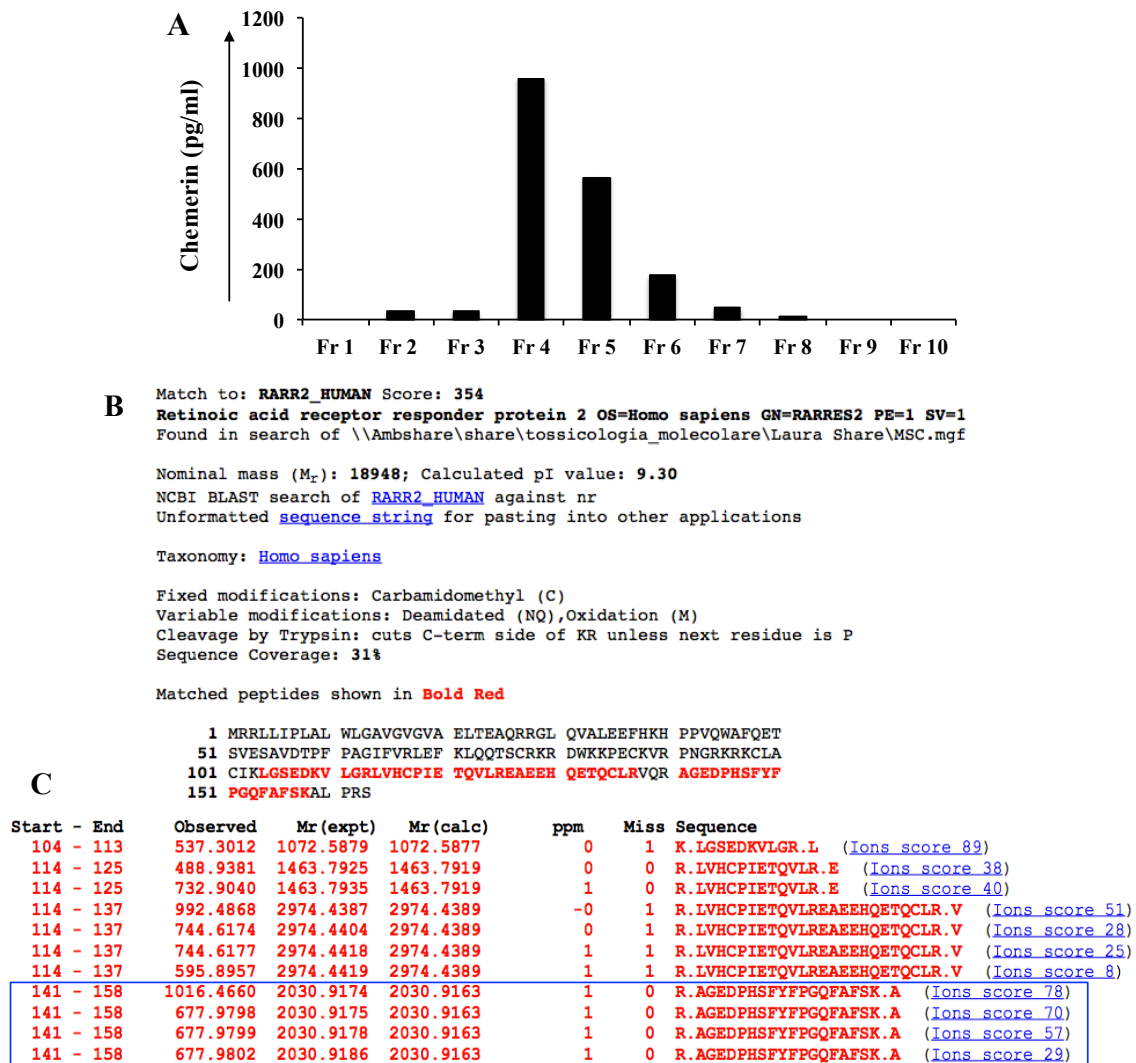 A
Chemerin (pg/ml)
1200
1000
800
600
400
200
0
Fr 1 Fr 2 Fr 3 Fr 4 Fr 5 Fr 6 Fr 7 Fr 8 Fr 9 Fr 10
B
Match to: RARR2_HUMAN Score: 354
Retinoic acid receptor responder protein 2 OS=Homo sapiens GN=RARRES2 PE=1 SV=1
Found in search of \\Ambshare\share\tossicologia_molecolare\Laura Share\MSC.mgf
Nominal mass (Mr): 18948; Calculated pI value: 9.30
NCBI BLAST search of RARR2_HUMAN against nr
Unformatted sequence string for pasting into other applications
Taxonomy: Homo sapiens
Fixed modifications: Carbamidomethyl (C)
Variable modifications: Deamidated (NQ),Oxidation (M)
Cleavage by Trypsin: cuts C-term side of KR unless next residue is P
Sequence Coverage: 31%
Matched peptides shown in Bold Red
1 MRRLLIPLAL WLGAVGVGVA ELTEAQRRGL QVALEEFHKH PPVQWAFQET
51 SVESAVDTPF PAGIFVRLEF KLQQTSCRKR DWKKPECKVR PNGRKRKCLA
101 CIKLGSEDKV LGRLVHCPIE TQVLREAEEH QETQCLRVQR AGEDPHSFYF
151 PGQFAFSKAL PRS
C
Start - End Observed Mr(expt) Mr(calc) ppm Miss Sequence
104 - 113 537.3012 1072.5879 1072.5877 0 1 K.LGSEDKVLGR.L (Ions score 89)
114 - 125 488.9381 1463.7925 1463.7919 0 0 R.LVHCPIETQVLR.E (Ions score 38)
114 - 125 732.9040 1463.7935 1463.7919 1 0 R.LVHCPIETQVLR.E (Ions score 40)
114 - 137 992.4868 2974.4387 2974.4389 -0 1 R.LVHCPIETQVLREAEEHQETQCLR.V (Ions score 51)
114 - 137 744.6174 2974.4404 2974.4389 0 1 R.LVHCPIETQVLREAEEHQETQCLR.V (Ions score 28)
114 - 137 744.6177 2974.4418 2974.4389 1 1 R.LVHCPIETQVLREAEEHQETQCLR.V (Ions score 25)
114 - 137 595.8957 2974.4419 2974.4389 1 1 R.LVHCPIETQVLREAEEHQETQCLR.V (Ions score 8)
141 - 158 1016.4660 2030.9174 2030.9163 1 0 R.AGEDPHSFYFPGQFAFSK.A (Ions score 78)
141 - 158 677.9798 2030.9175 2030.9163 1 0 R.AGEDPHSFYFPGQFAFSK.A (Ions score 70)
141 - 158 677.9799 2030.9178 2030.9163 1 0 R.AGEDPHSFYFPGQFAFSK.A (Ions score 57)
141 - 158 677.9802 2030.9186 2030.9163 1 0 R.AGEDPHSFYFPGQFAFSK.A (Ions score 29)